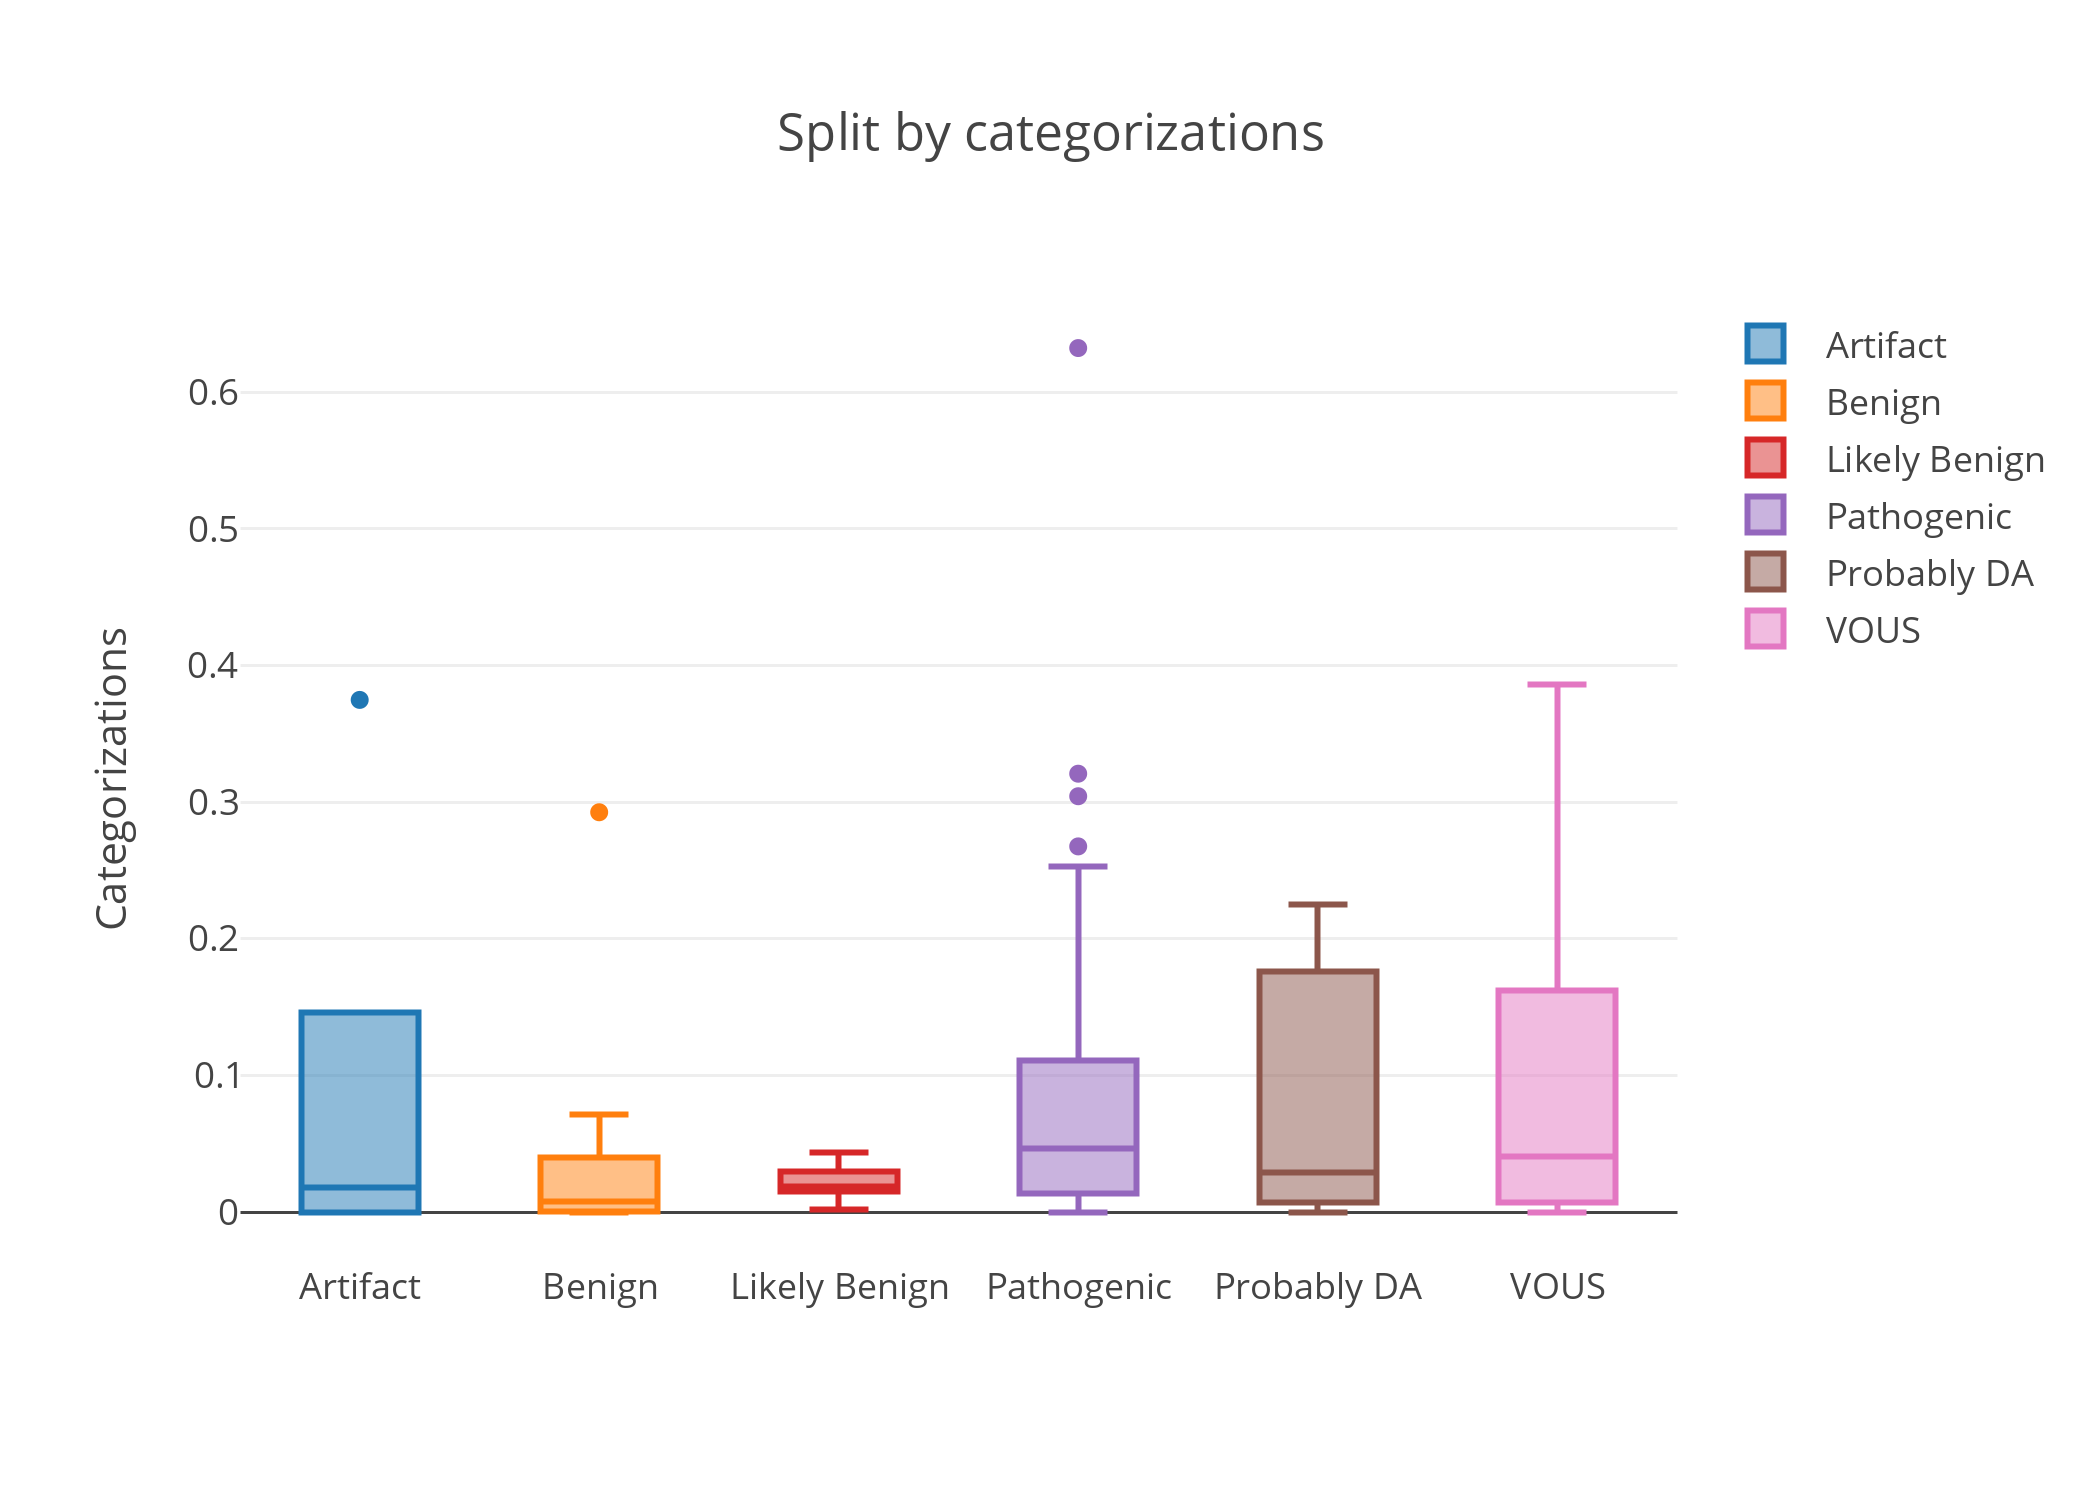 Split by categorizations
Categorizations
0.6
0.5
0.4
0.3
0.2
0.1
0
Artifact
Benign
Likely Benign
Pathogenic
Probably DA
VOUS
Artifact
Benign
Likely Benign
Pathogenic
Probably DA
VOUS